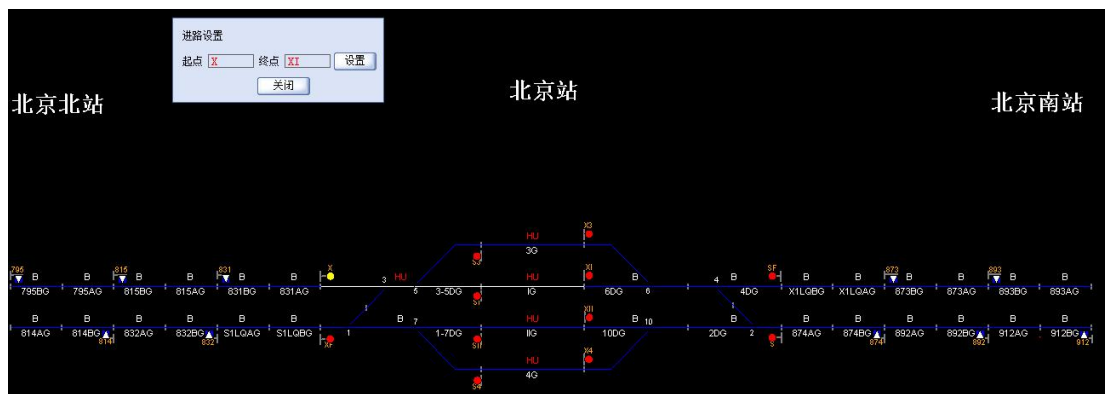 进路设置
起点 X 终点 XI 设置
关闭
北京北站 北京站 北京南站
X3
HU
3G
S3
795 815 831 X XI SF 873 893
B B B B B B 3 HU HU B 4 B B B B B B B
795BG 795AG 815BG 815AG 831BG 831AG 5 3-5DG IG 6DG 6 4DG X1LQBG X1LQAG 873BG 873AG 893BG 893AG
SI
XII
B B B B B B B 7 HU B 10 B B B B B B B
814AG 814BG 832AG 832BG S1LQAG S1LQBG 1 1-7DG IIG 10DG 2DG 2 874AG 874BG 892AG 892BG 912AG 912BG
814 832 XF SII S 874 892 912
X4
HU
4G
S4